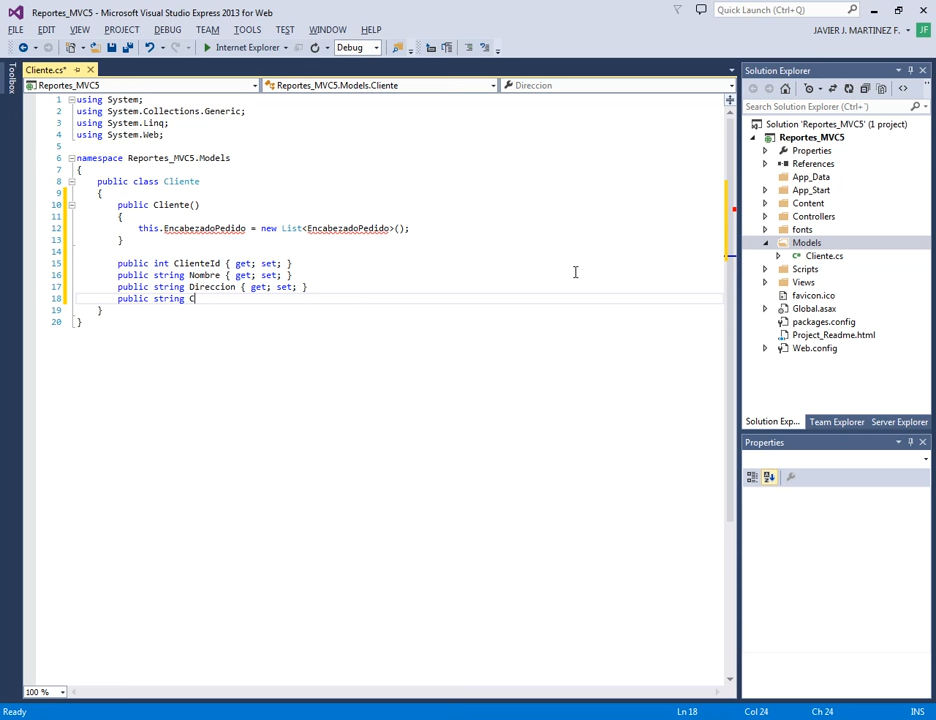 Reportes_MVC5 - Microsoft Visual Studio Express 2013 for Web
Quick Launch (Ctrl+Q)
FILE EDIT VIEW PROJECT DEBUG TEAM TOOLS TEST WINDOW HELP
JAVIER J. MARTINEZ F. JF
Internet Explorer Debug
Toolbox
Cliente.cs*
Reportes_MVC5 Reportes_MVC5.Models.Cliente Direccion
1 using System;
2 using System.Collections.Generic;
3 using System.Linq;
4 using System.Web;
5
6 namespace Reportes_MVC5.Models
7 {
8 public class Cliente
9 {
10 public Cliente()
11 {
12 this.EncabezadoPedido = new List<EncabezadoPedido>();
13 }
14
15 public int ClienteId { get; set; }
16 public string Nombre { get; set; }
17 public string Direccion { get; set; }
18 public string C
19 }
20 }
100 %
Solution Explorer
Search Solution Explorer (Ctrl+')
Solution 'Reportes_MVC5' (1 project)
Reportes_MVC5
Properties
References
App_Data
App_Start
Content
Controllers
fonts
Models
Cliente.cs
Scripts
Views
favicon.ico
Global.asax
packages.config
Project_Readme.html
Web.config
Solution Exp... Team Explorer Server Explorer
Properties
Ready Ln 18 Col 24 Ch 24 INS